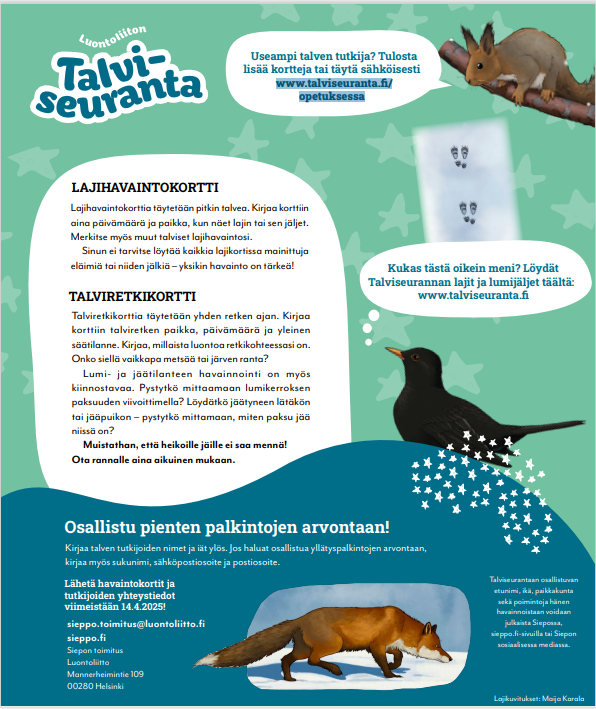 Luontoliiton
Talvi-
seuranta
Useampi talven tutkija? Tulosta
lisää kortteja tai täytä sähköisesti
www.talviseuranta.fi/
opetuksessa
LAJIHAVAINTOKORTTI
Lajihavaintokorttia täytetään pitkin talvea. Kirjaa korttiin
aina päivämäärä ja paikka, kun näet lajin tai sen jäljet.
Merkitse myös muut talviset lajihavaintosi.
Sinun ei tarvitse löytää kaikkia lajikortissa mainittuja
eläimiä tai niiden jälkiä – yksikin havainto on tärkeä!
Kukas tästä oikein meni? Löydät
Talviseurannan lajit ja lumijäljet täältä:
www.talviseuranta.fi
TALVIRETKIKORTTI
Talviretkikorttia täytetään yhden retken ajan. Kirjaa
korttiin talviretken paikka, päivämäärä ja yleinen
säätilanne. Kirjaa, millaista luontoa retkikohteessasi on.
Onko siellä vaikkapa metsää tai järven ranta?
Lumi- ja jäätilanteen havainnointi on myös
kiinnostavaa. Pystytkö mittaamaan lumikerroksen
paksuuden viivoittimella? Löydätkö jäätyneen lätäkön
tai jääpuikon – pystytkö mittamaan, miten paksu jää
niissä on?
Muistathan, että heikoille jäille ei saa mennä!
Ota rannalle aina aikuinen mukaan.
Osallistu pienten palkintojen arvontaan!
Kirjaa talven tutkijoiden nimet ja iät ylös. Jos haluat osallistua yllätyspalkintojen arvontaan,
kirjaa myös sukunimi, sähköpostiosoite ja postiosoite.
Lähetä havaintokortit ja
tutkijoiden yhteystiedot
viimeistään 14.4.2025!
sieppo.toimitus@luontoliitto.fi
sieppo.fi
Siepon toimitus
Luontoliitto
Mannerheimintie 109
00280 Helsinki
Talviseurantaan osallistuvan
etunimi, ikä, paikkakunta
sekä poimintoja hänen
havainnoistaan voidaan
julkaista Siepossa,
sieppo.fi-sivuilla tai Siepon
sosiaalisessa mediassa.
Lajikuvitukset: Maija Karala